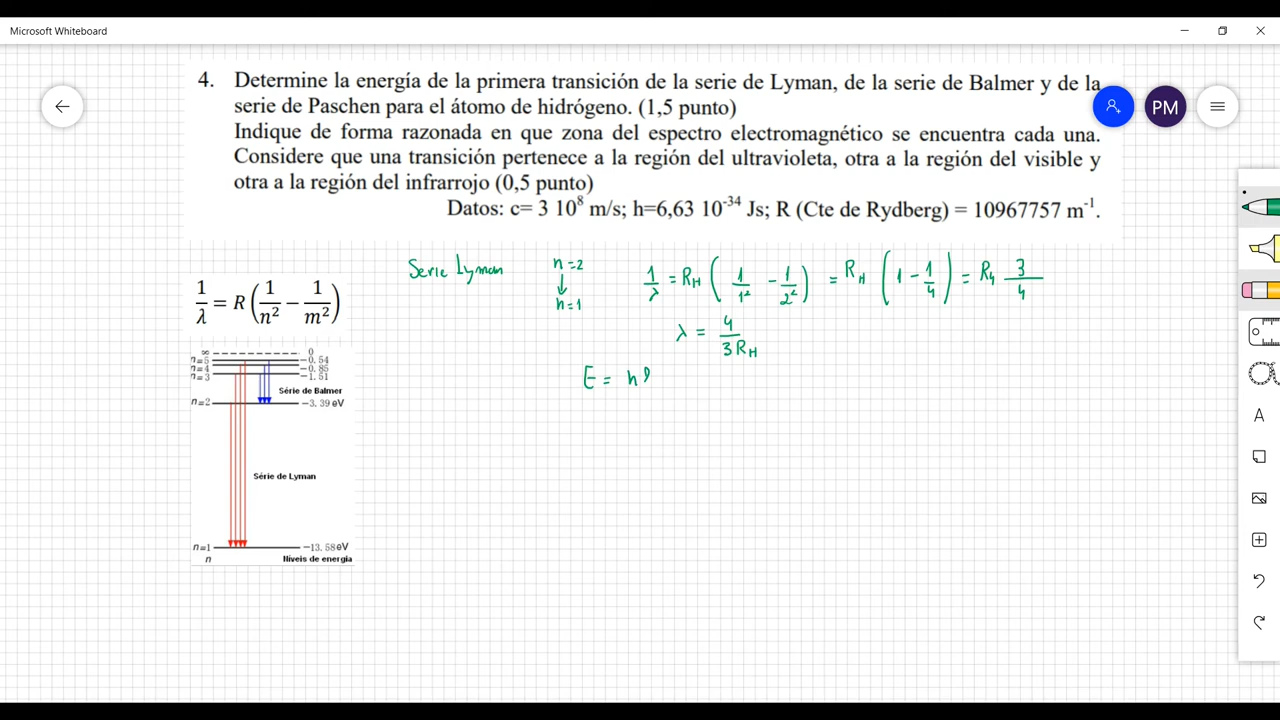 Microsoft Whiteboard
4. Determine la energía de la primera transición de la serie de Lyman, de la serie de Balmer y de la
serie de Paschen para el átomo de hidrógeno. (1,5 punto)
Indique de forma razonada en que zona del espectro electromagnético se encuentra cada una.
Considere que una transición pertenece a la región del ultravioleta, otra a la región del visible y
otra a la región del infrarrojo (0,5 punto)
Datos: c= 3 10^8 m/s; h=6,63 10^-34 Js; R (Cte de Rydberg) = 10967757 m^-1.
PM
Serie Lyman n=2 ↓ n=1
1/λ = R_H (1/1² - 1/2²) = R_H (1 - 1/4) = R_H 3/4
λ = 4/(3R_H)
E = h
1/λ = R(1/n² − 1/m²)
∞ 0
n=5 −0.54
n=4 −0.85
n=3 −1.51
Série de Balmer
n=2 −3.39 eV
Série de Lyman
n=1 −13.58 eV
n Níveis de energia
A